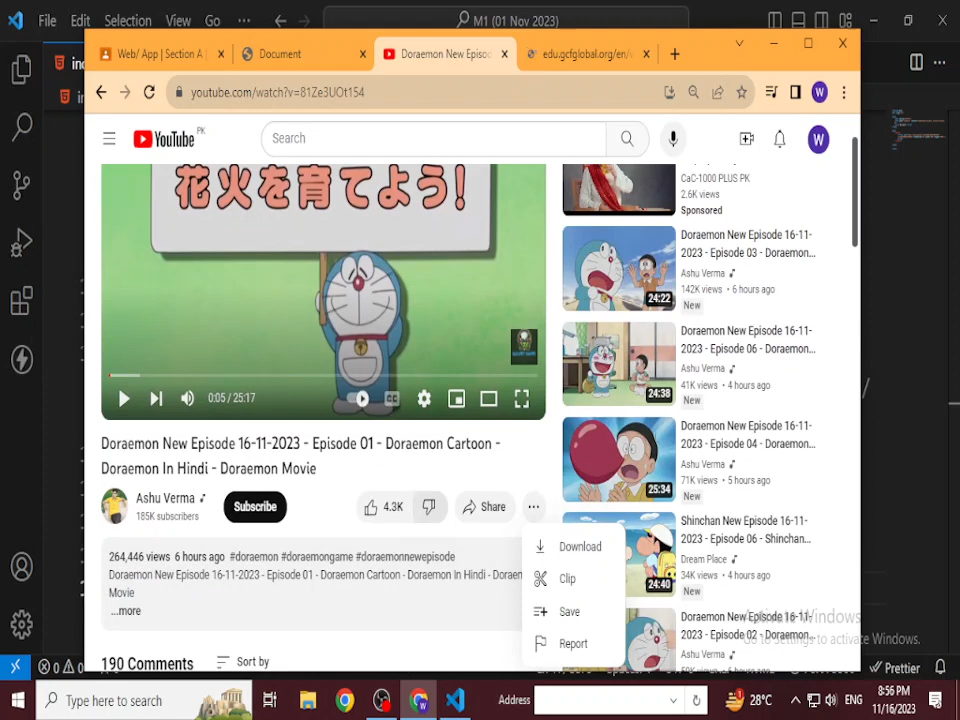 File Edit Selection View Go ··· M1 (01 Nov 2023)
Web/ App | Section A Document Doraemon New Episod edu.gcfglobal.org/en/
youtube.com/watch?v=81Ze3UOt154 W
YouTube PK Search W
花火を育てよう!
0:05 / 25:17
Doraemon New Episode 16-11-2023 - Episode 01 - Doraemon Cartoon -
Doraemon In Hindi - Doraemon Movie
Ashu Verma
185K subscribers
Subscribe
4.3K
Share
...
264,446 views 6 hours ago #doraemon #doraemongame #doraemonnewepisode
Doraemon New Episode 16-11-2023 - Episode 01 - Doraemon Cartoon - Doraemon In Hindi - Doraem
Movie
...more
Download
Clip
Save
Report
190 Comments Sort by
CaC-1000 PLUS PK
2.6K views
Sponsored
24:22
Doraemon New Episode 16-11-
2023 - Episode 03 - Doraemon...
Ashu Verma
142K views • 6 hours ago
New
24:38
Doraemon New Episode 16-11-
2023 - Episode 06 - Doraemon...
Ashu Verma
41K views • 4 hours ago
New
25:34
Doraemon New Episode 16-11-
2023 - Episode 04 - Doraemon...
Ashu Verma
71K views • 5 hours ago
New
24:40
Shinchan New Episode 16-11-
2023 - Episode 06 - Shinchan...
Dream Place
34K views • 4 hours ago
New
Doraemon New Episode 16-11-
2023 - Episode 02 - Doraemon...
Ashu Verma
Activate Windows
Go to Settings to activate Windows.
0 0 Prettier
Type here to search Address 28°C ENG 8:56 PM
11/16/2023